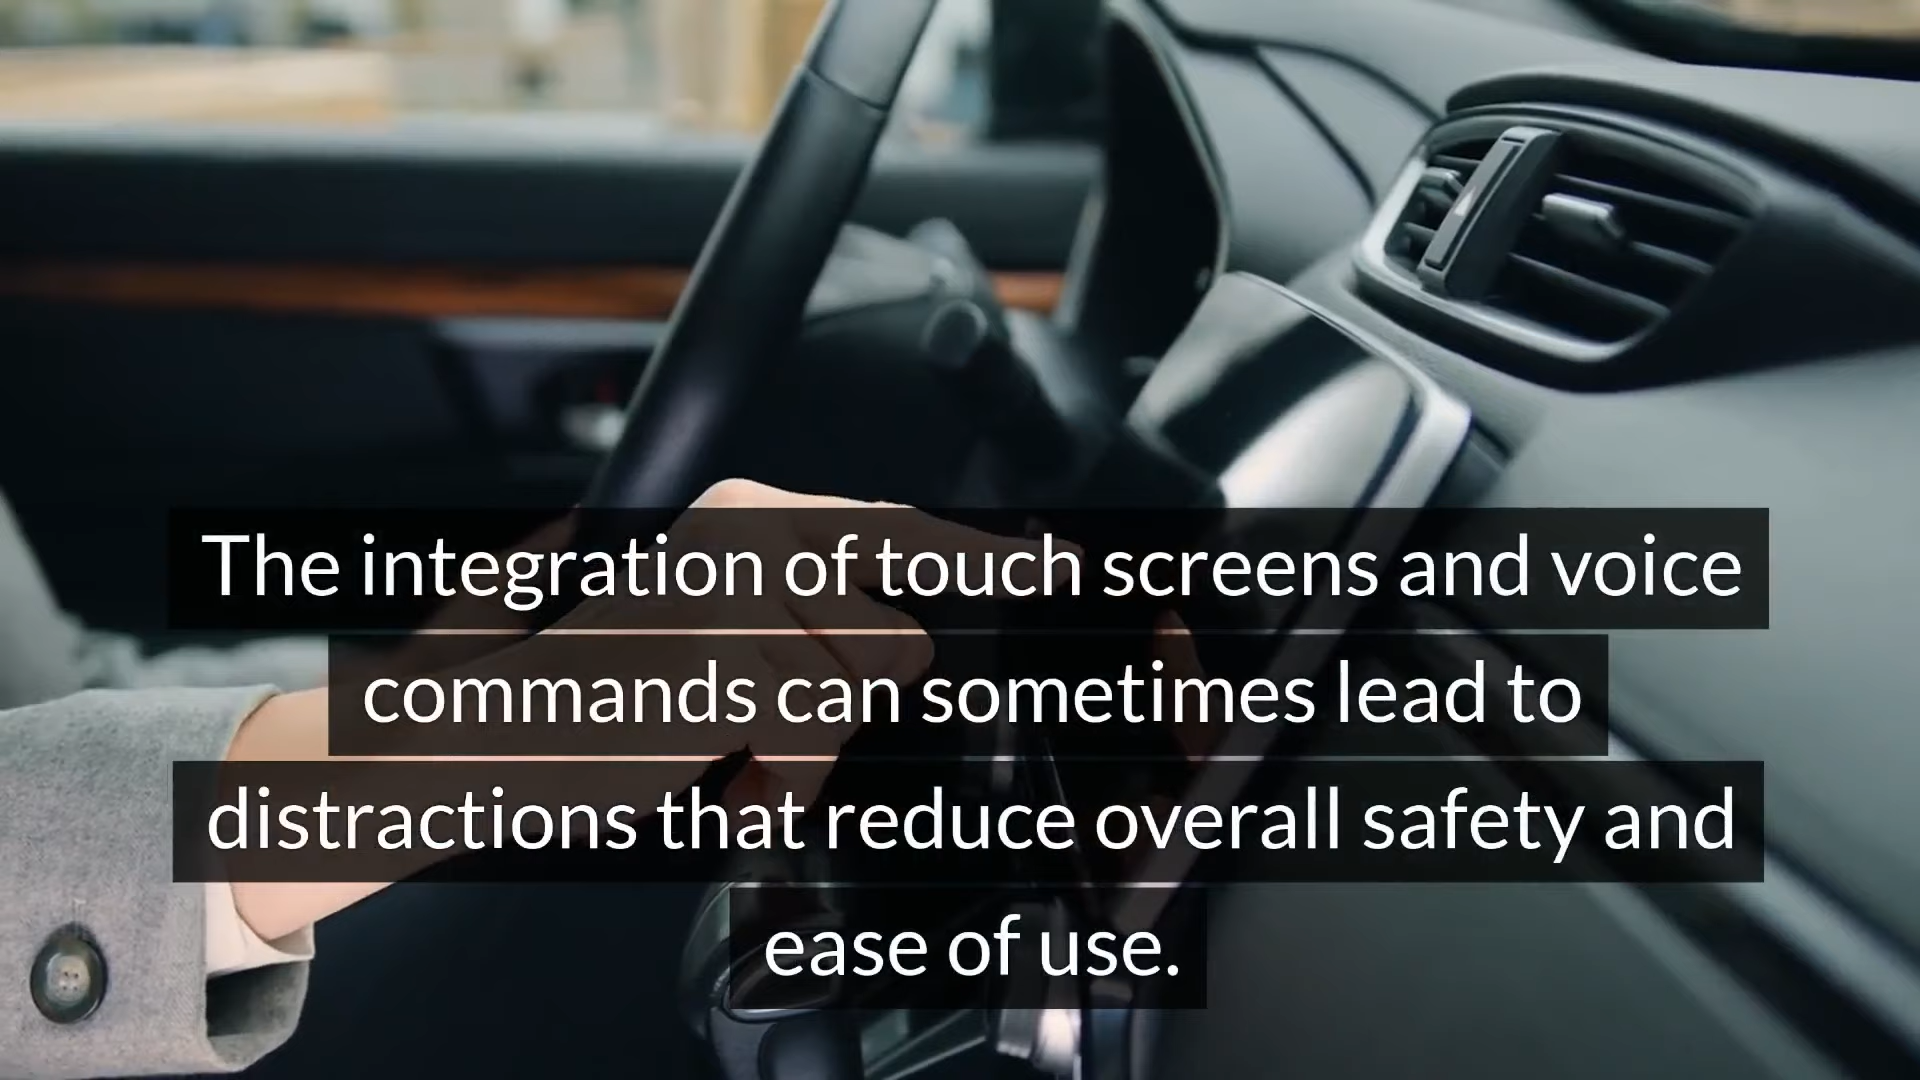 The integration of touch screens and voice
commands can sometimes lead to
distractions that reduce overall safety and
ease of use.